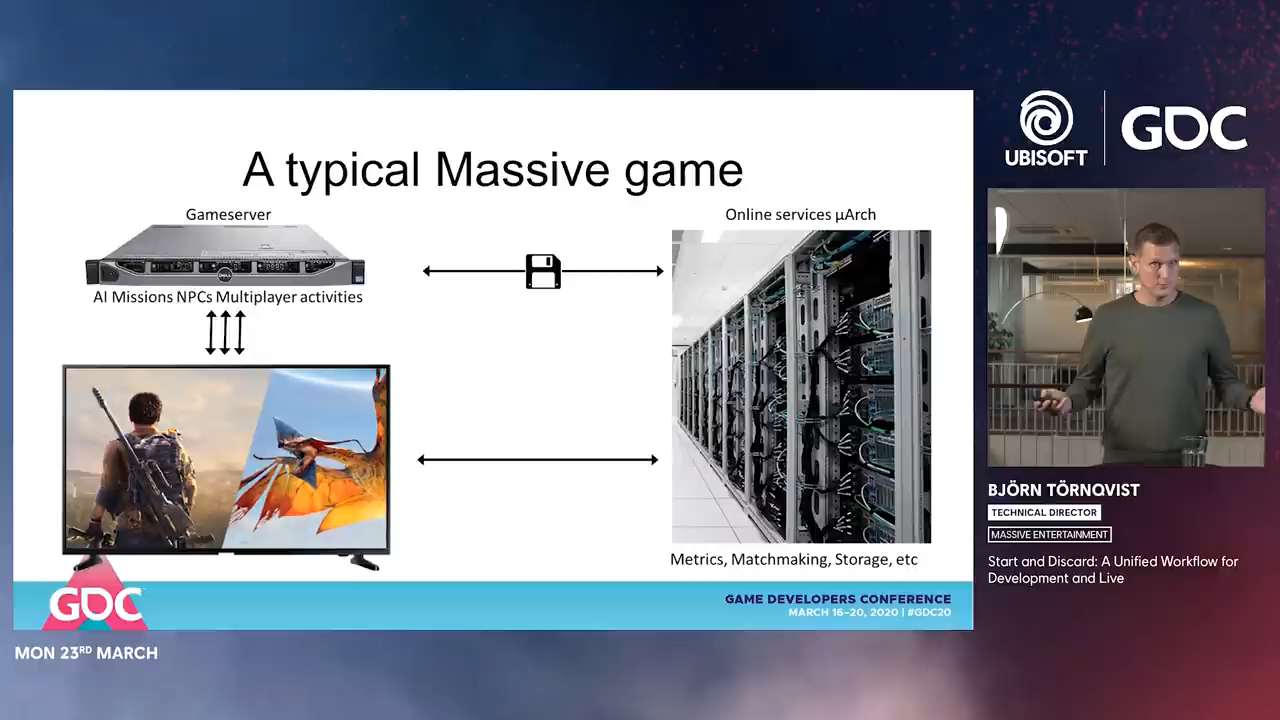 A typical Massive game
Gameserver
Online services µArch
DELL
AI Missions NPCs Multiplayer activities
Metrics, Matchmaking, Storage, etc
GDC
GAME DEVELOPERS CONFERENCE
MARCH 16–20, 2020 | #GDC20
MON 23RD MARCH
UBISOFT
GDC
BJÖRN TÖRNQVIST
TECHNICAL DIRECTOR
MASSIVE ENTERTAINMENT
Start and Discard: A Unified Workflow for
Development and Live